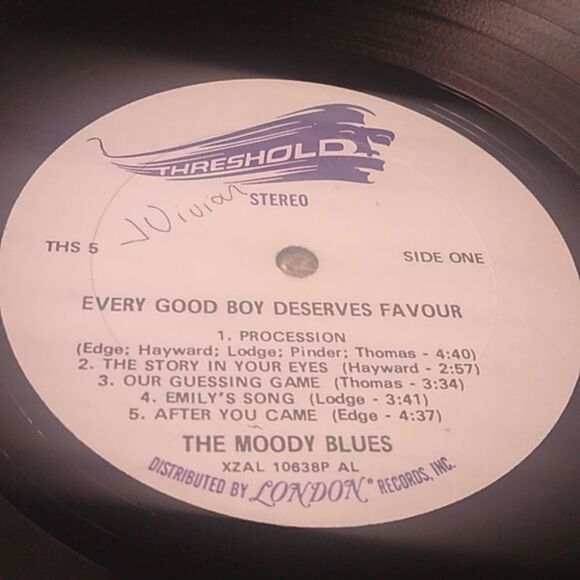 THRESHOLD
STEREO
Vivian
THS 5
SIDE ONE
EVERY GOOD BOY DESERVES FAVOUR
1. PROCESSION
(Edge; Hayward; Lodge; Pinder; Thomas - 4:40)
2. THE STORY IN YOUR EYES (Hayward - 2:57)
3. OUR GUESSING GAME (Thomas - 3:34)
4. EMILY'S SONG (Lodge - 3:41)
5. AFTER YOU CAME (Edge - 4:37)
THE MOODY BLUES
XZAL 10638P AL
DISTRIBUTED BY LONDON® RECORDS, INC.